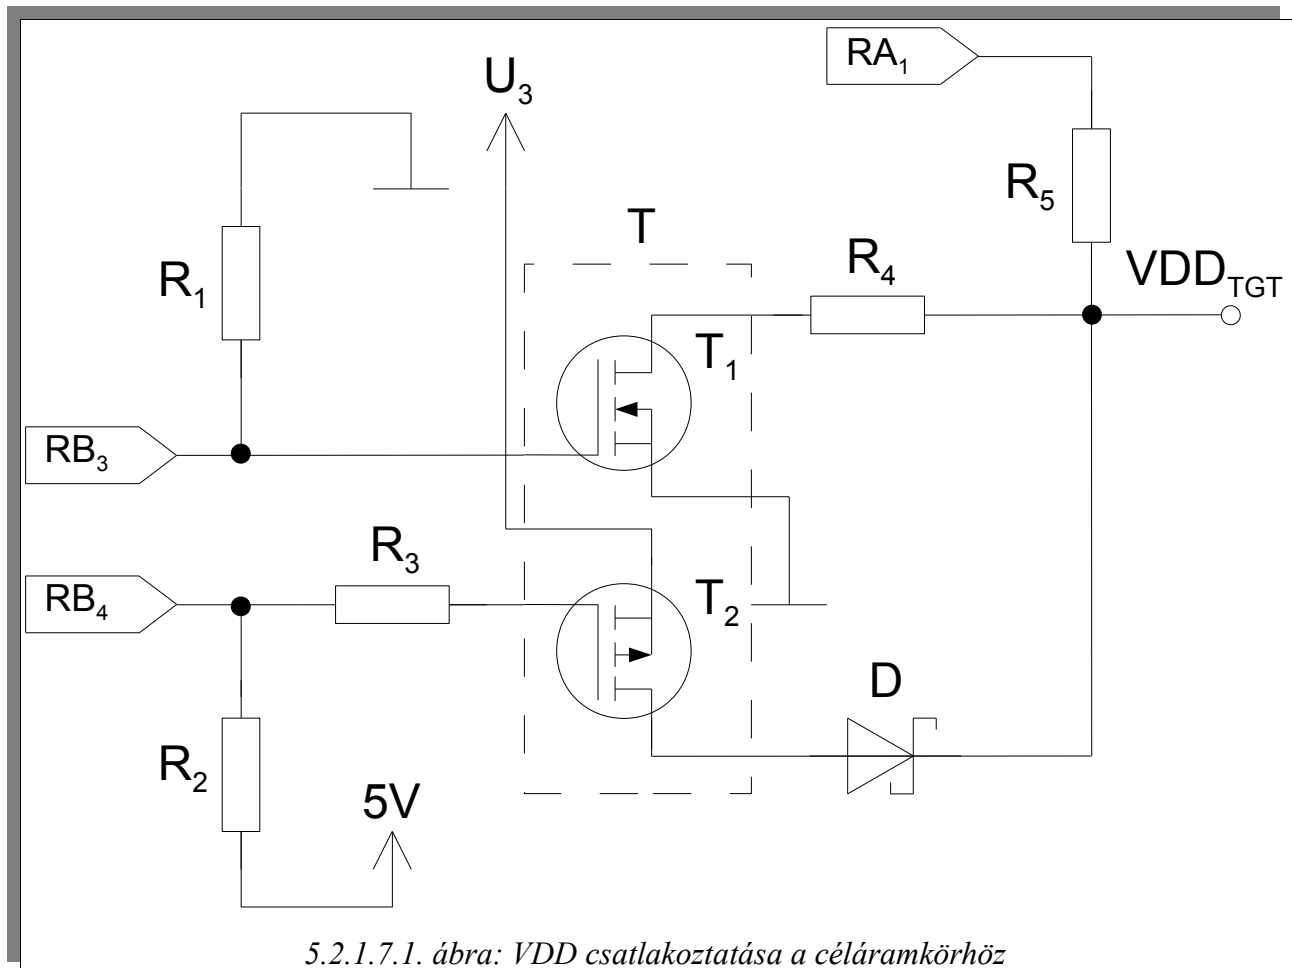 RA₁
U₃
R₅
T
R₄
VDD_TGT
R₁
T₁
RB₃
R₃
RB₄
T₂
D
R₂
5V
5.2.1.7.1. ábra: VDD csatlakoztatása a céláramkörhöz